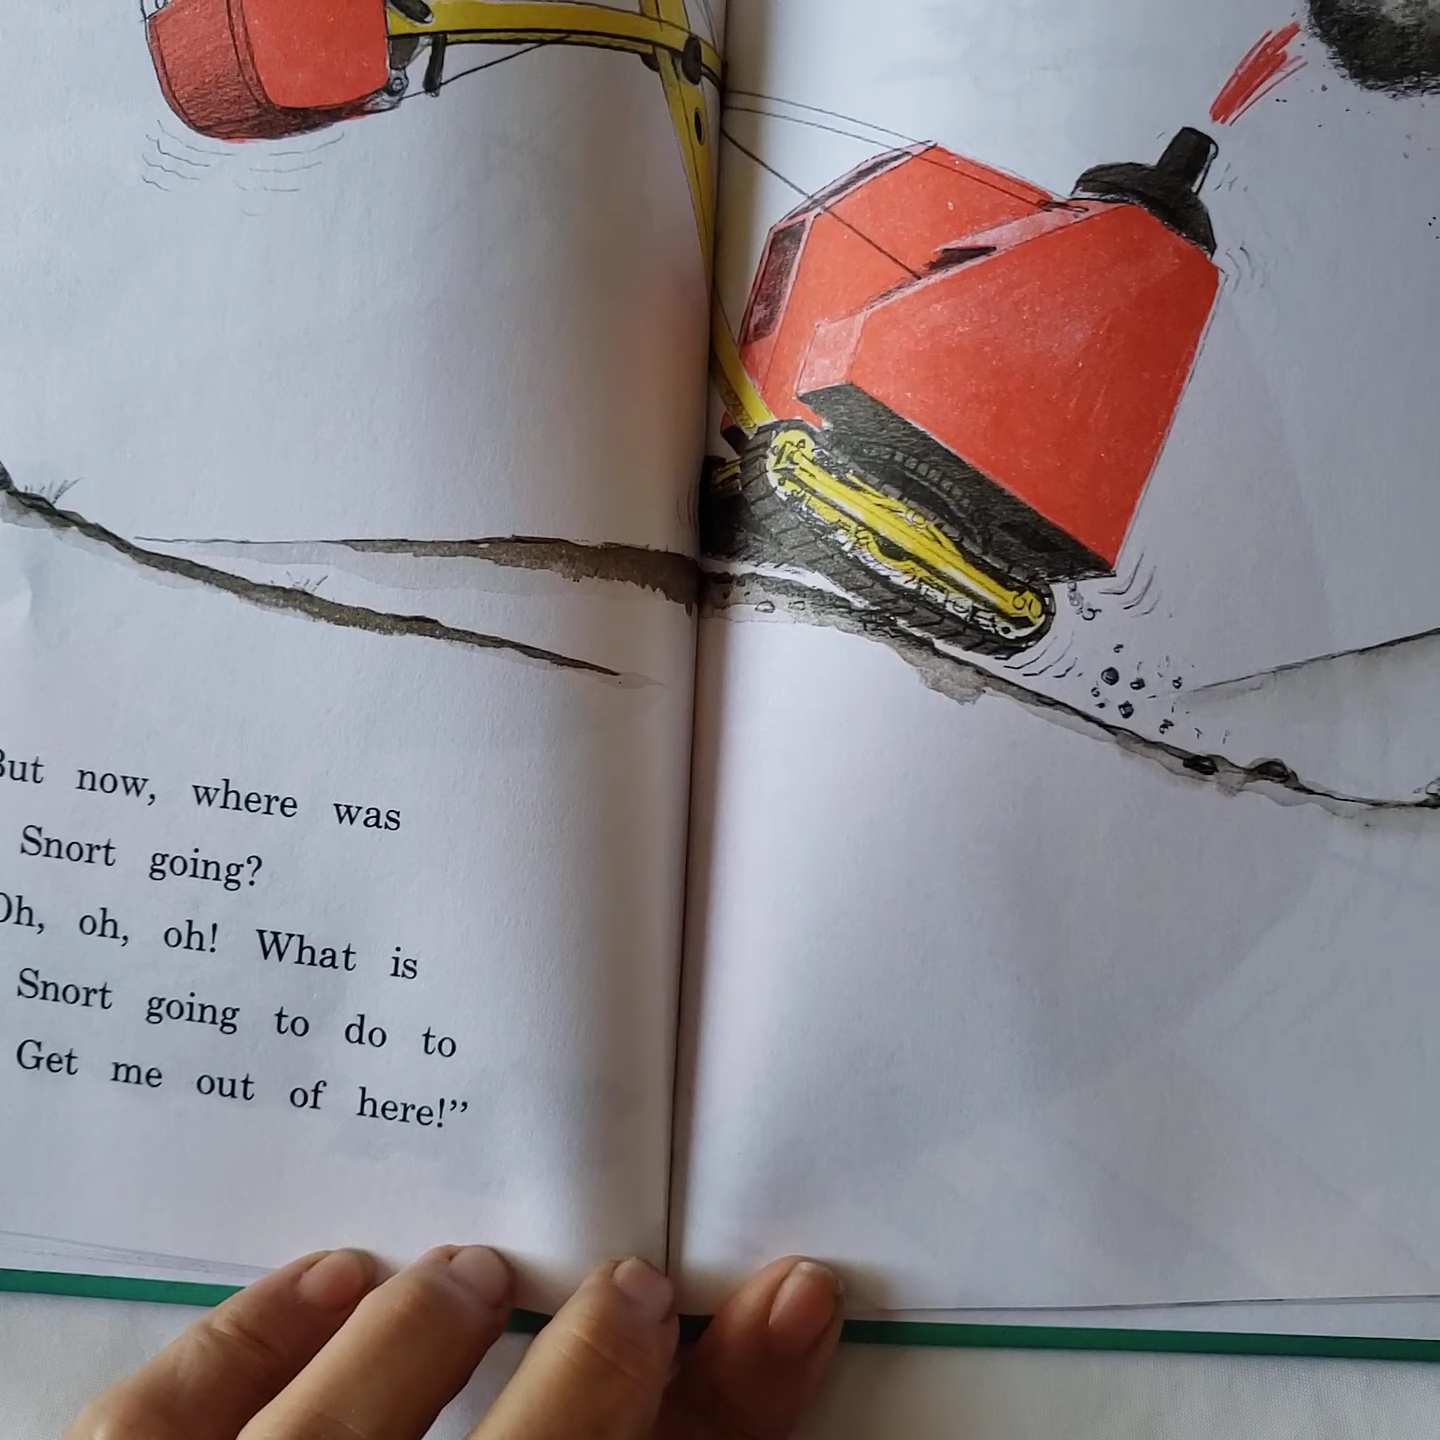 But now, where was
Snort going?
Oh, oh, oh! What is
Snort going to do to
Get me out of here!”